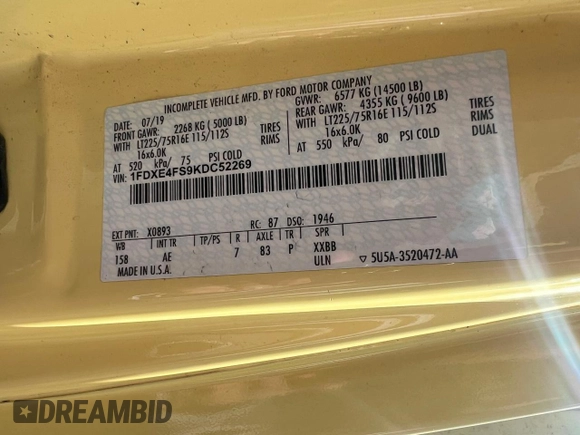 INCOMPLETE VEHICLE MFD. BY FORD MOTOR COMPANY
DATE: 07/19 GVWR: 6577 KG (14500 LB)
FRONT GAWR: 2268 KG (5000 LB) REAR GAWR: 4355 KG (9600 LB)
WITH LT225/75R16E 115/112S TIRES WITH LT225/75R16E 115/112S TIRES
16x6.0K RIMS 16x6.0K RIMS
AT 520 kPa/ 75 PSI COLD AT 550 kPa/ 80 PSI COLD DUAL
VIN: 1FDXE4FS9KDC52269
EXT PNT: X0893 RC: 87 DSO: 1946
WB INT TR TP/PS R AXLE TR SPR
158 AE 7 83 P XXBB
MADE IN U.S.A. ULN ▽ 5U5A-3520472-AA
DREAMBID